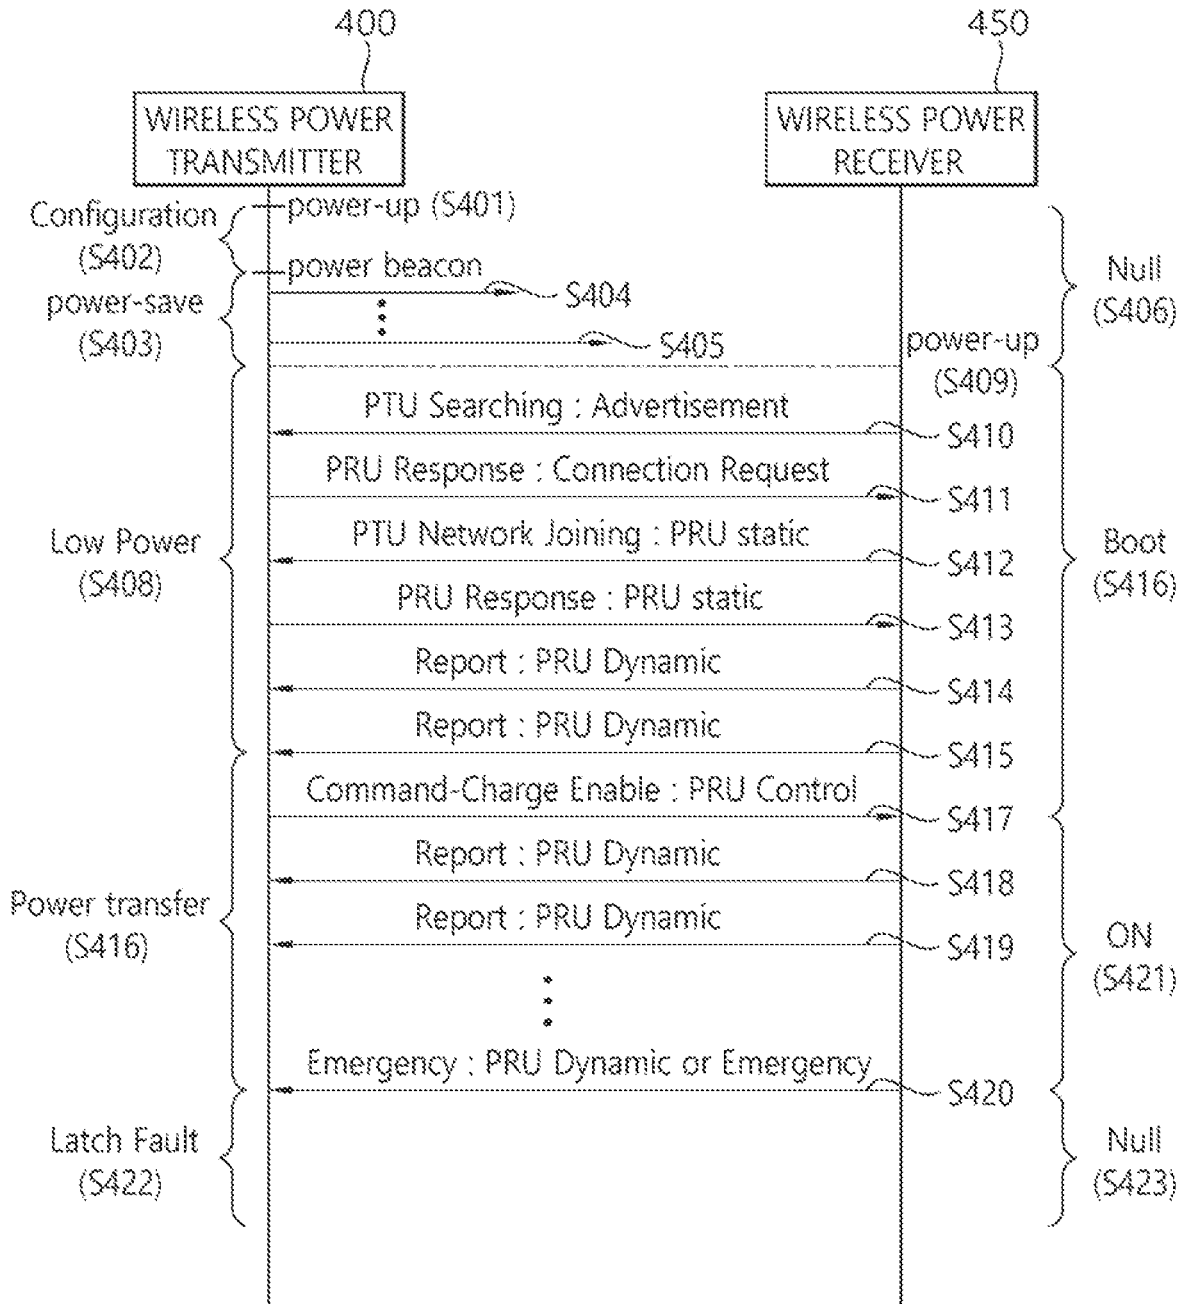 400
450
WIRELESS POWER
TRANSMITTER
WIRELESS POWER
RECEIVER
power-up (S401)
Configuration
(S402)
power beacon
Null
(S406)
S404
power-save
(S403)
S405
power-up
(S409)
PTU Searching : Advertisement
S410
PRU Response : Connection Request
S411
PTU Network Joining : PRU static
S412
Low Power
(S408)
Boot
(S416)
PRU Response : PRU static
S413
Report : PRU Dynamic
S414
Report : PRU Dynamic
S415
Command-Charge Enable : PRU Control
S417
Report : PRU Dynamic
S418
Power transfer
(S416)
Report : PRU Dynamic
S419
ON
(S421)
Emergency : PRU Dynamic or Emergency
S420
Latch Fault
(S422)
Null
(S423)